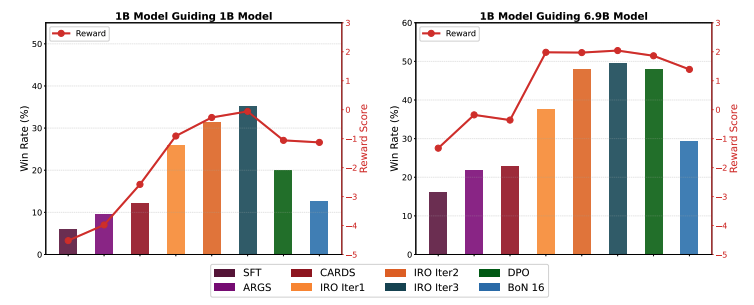 1B Model Guiding 1B Model
Reward
Win Rate (%)
50
40
30
20
10
0
3
2
1
0
−1
−2
−3
−4
−5
Reward Score
1B Model Guiding 6.9B Model
Reward
Win Rate (%)
60
50
40
30
20
10
0
3
2
1
0
−1
−2
−3
−4
−5
Reward Score
SFT
ARGS
CARDS
IRO Iter1
IRO Iter2
IRO Iter3
DPO
BoN 16